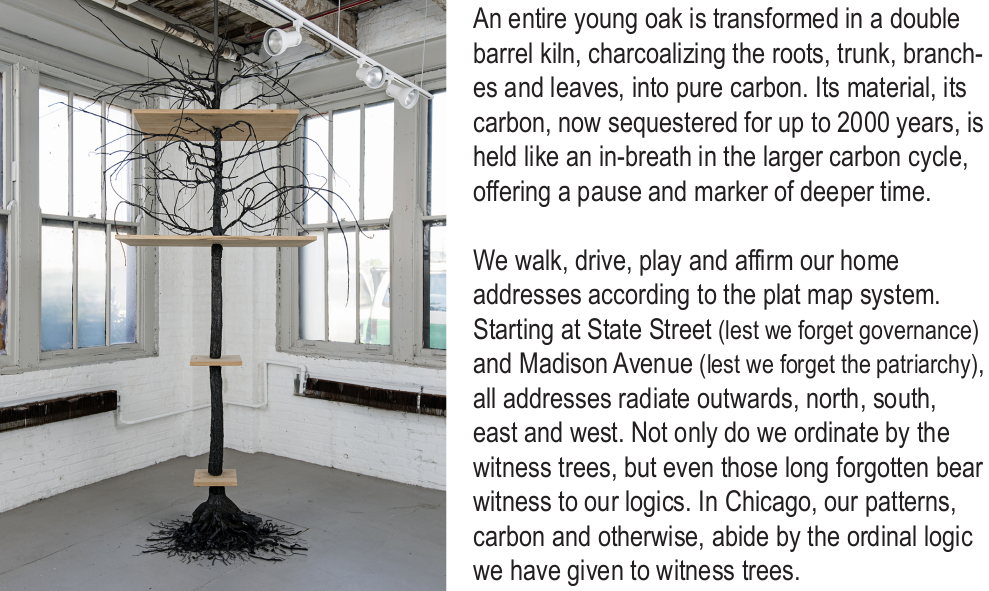 An entire young oak is transformed in a double
barrel kiln, charcoalizing the roots, trunk, branch-
es and leaves, into pure carbon. Its material, its
carbon, now sequestered for up to 2000 years, is
held like an in-breath in the larger carbon cycle,
offering a pause and marker of deeper time.

We walk, drive, play and affirm our home
addresses according to the plat map system.
Starting at State Street (lest we forget governance)
and Madison Avenue (lest we forget the patriarchy),
all addresses radiate outwards, north, south,
east and west. Not only do we ordinate by the
witness trees, but even those long forgotten bear
witness to our logics. In Chicago, our patterns,
carbon and otherwise, abide by the ordinal logic
we have given to witness trees.